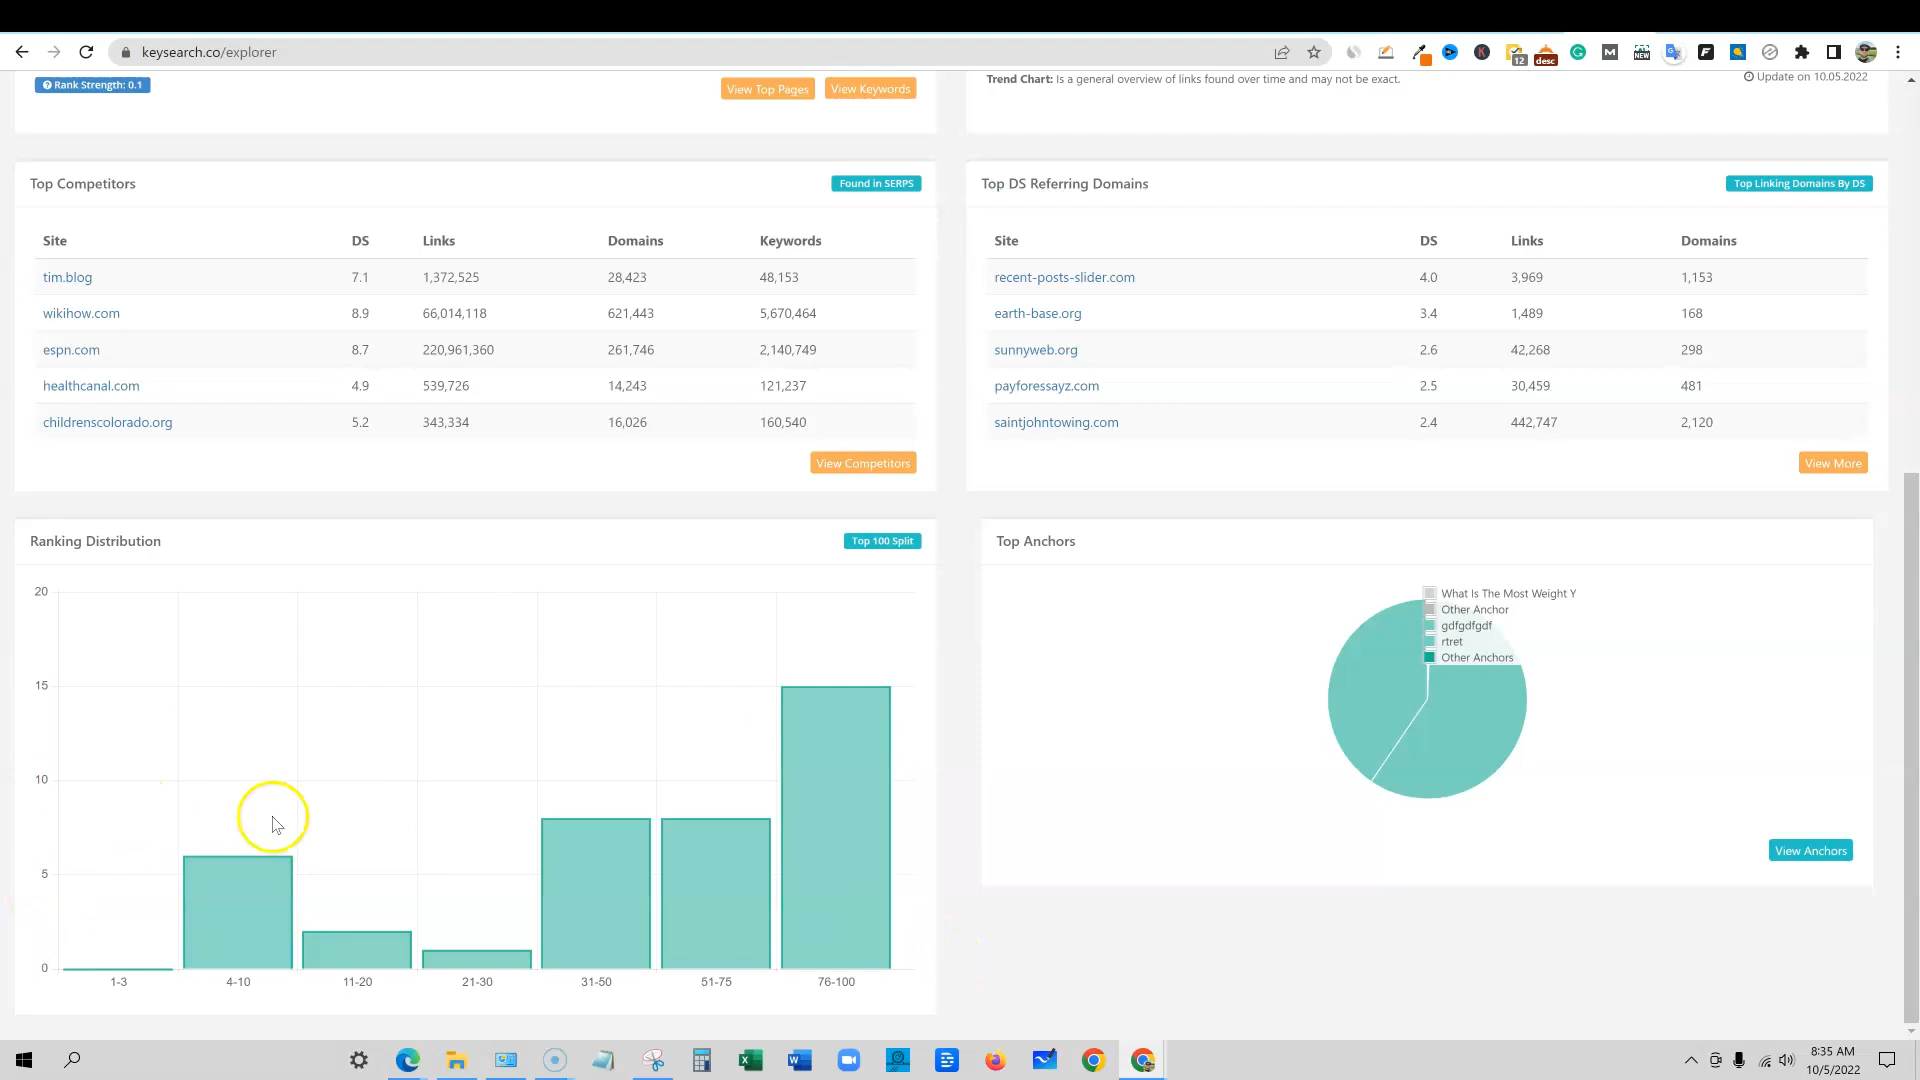 keysearch.co/explorer
12
desc
NEW
Rank Strength: 0.1
View Top Pages
View Keywords
Trend Chart: Is a general overview of links found over time and may not be exact.
Update on 10.05.2022
Top Competitors
Found in SERPS
Site DS Links Domains Keywords
tim.blog 7.1 1,372,525 28,423 48,153
wikihow.com 8.9 66,014,118 621,443 5,670,464
espn.com 8.7 220,961,360 261,746 2,140,749
healthcanal.com 4.9 539,726 14,243 121,237
childrenscolorado.org 5.2 343,334 16,026 160,540
View Competitors
Top DS Referring Domains
Top Linking Domains By DS
Site DS Links Domains
recent-posts-slider.com 4.0 3,969 1,153
earth-base.org 3.4 1,489 168
sunnyweb.org 2.6 42,268 298
payforessayz.com 2.5 30,459 481
saintjohntowing.com 2.4 442,747 2,120
View More
Ranking Distribution
Top 100 Split
20
15
10
5
0
1-3 4-10 11-20 21-30 31-50 51-75 76-100
Top Anchors
What Is The Most Weight Y
Other Anchor
gdfgdfgdf
rtret
Other Anchors
View Anchors
8:35 AM
10/5/2022